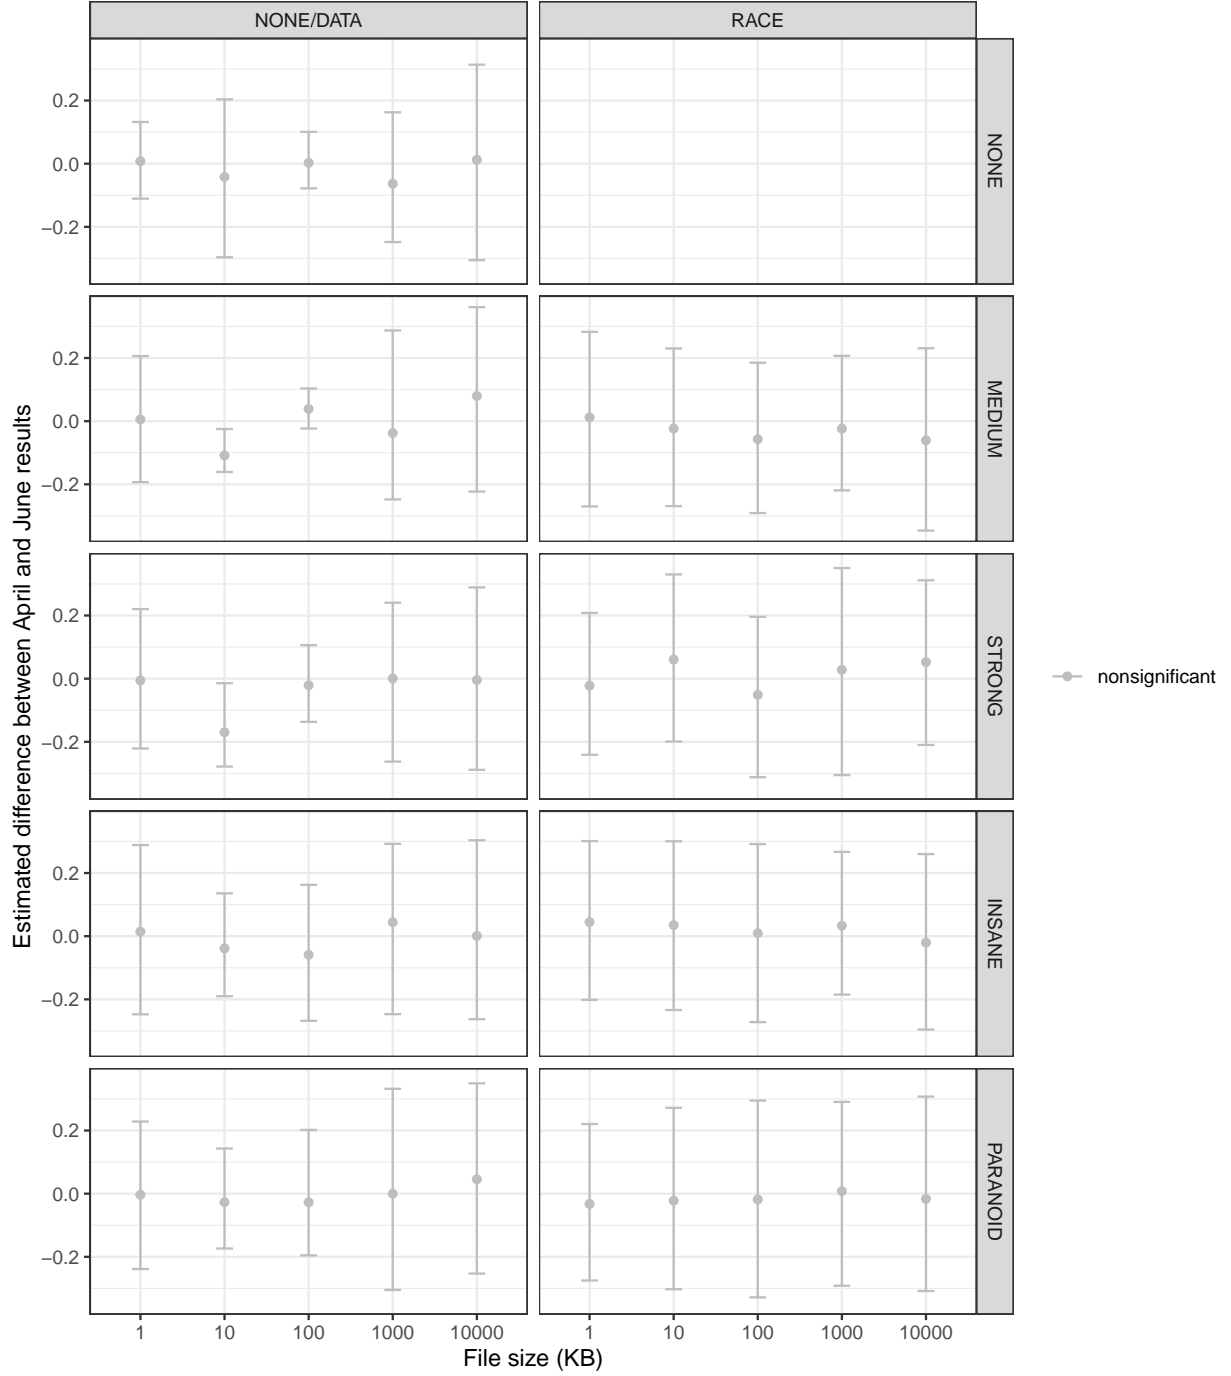 NONE/DATA
RACE
0.2
0.0
−0.2
NONE
0.2
0.0
−0.2
MEDIUM
0.2
0.0
−0.2
STRONG
0.2
0.0
−0.2
INSANE
0.2
0.0
−0.2
PARANOID
Estimated difference between April and June results
nonsignificant
1 10 100 1000 10000
1 10 100 1000 10000
File size (KB)